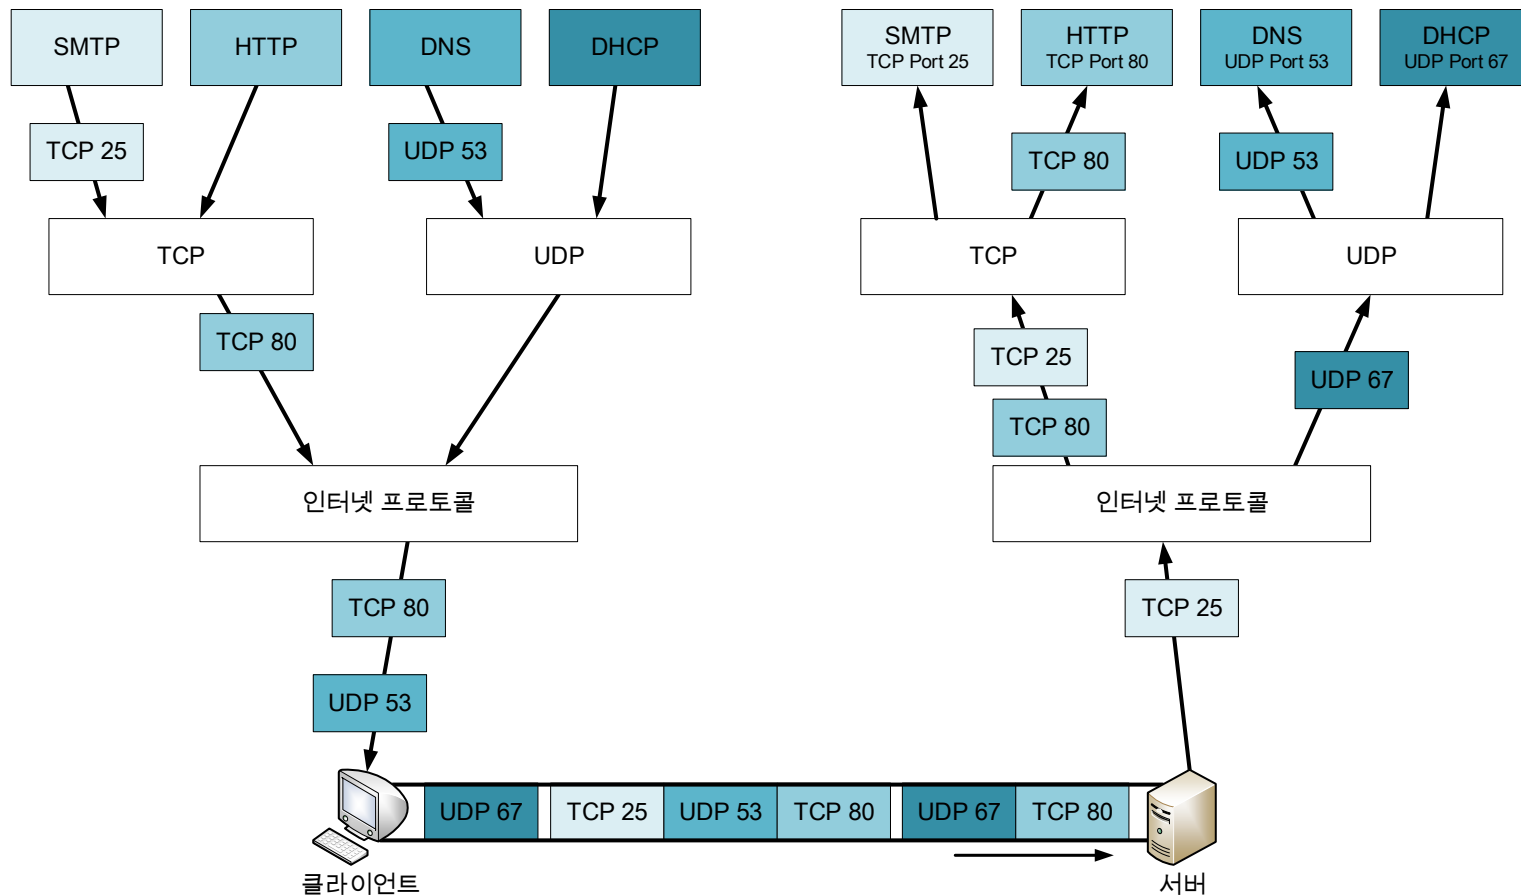 SMTP
HTTP
DNS
DHCP
TCP 25
UDP 53
TCP
UDP
TCP 80
인터넷 프로토콜
TCP 80
UDP 53
클라이언트
UDP 67
TCP 25
UDP 53
TCP 80
UDP 67
TCP 80
SMTP
TCP Port 25
HTTP
TCP Port 80
DNS
UDP Port 53
DHCP
UDP Port 67
TCP 80
UDP 53
TCP
UDP
TCP 25
UDP 67
TCP 80
인터넷 프로토콜
TCP 25
서버